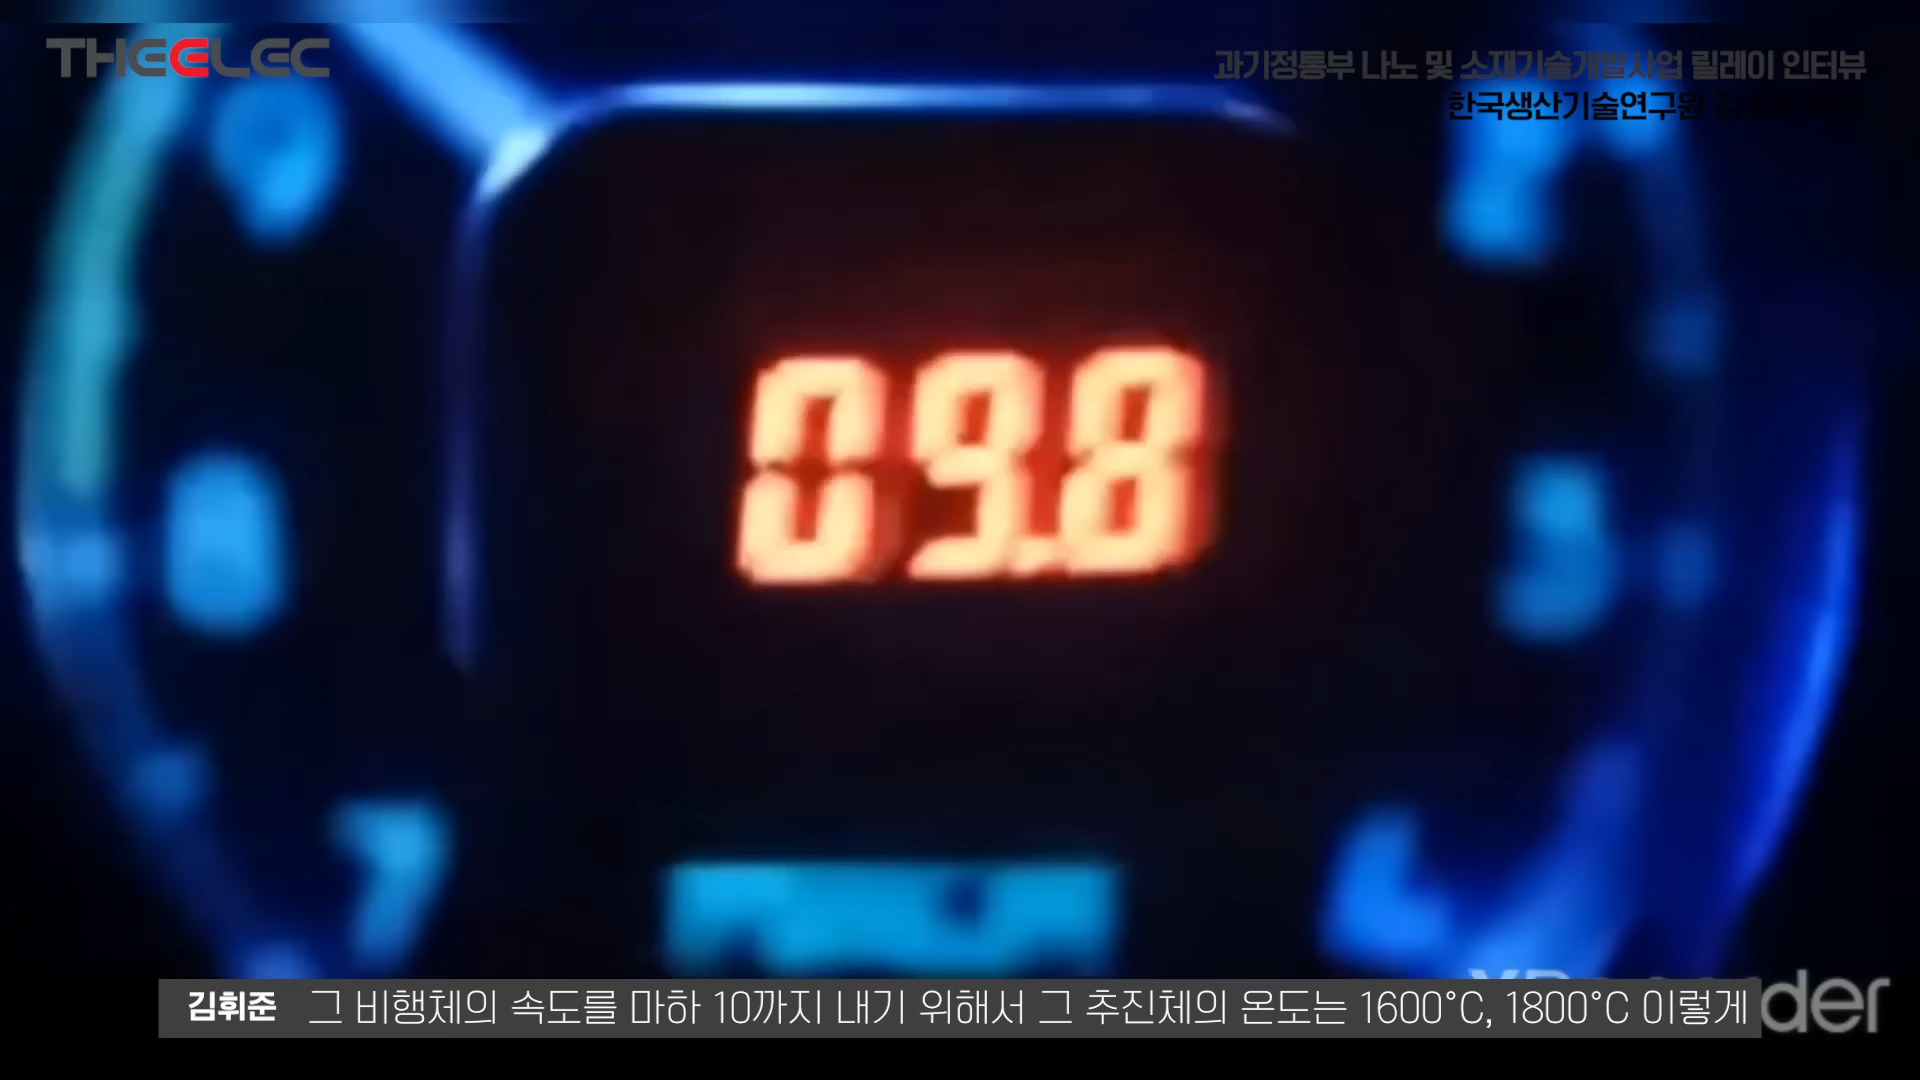 THEELEC
과기정통부 나노 및 소재기술개발사업 릴레이 인터뷰
한국생산기술연구원
09.8
7
김휘준 그 비행체의 속도를 마하 10까지 내기 위해서 그 추진체의 온도는 1600°C, 1800°C 이렇게